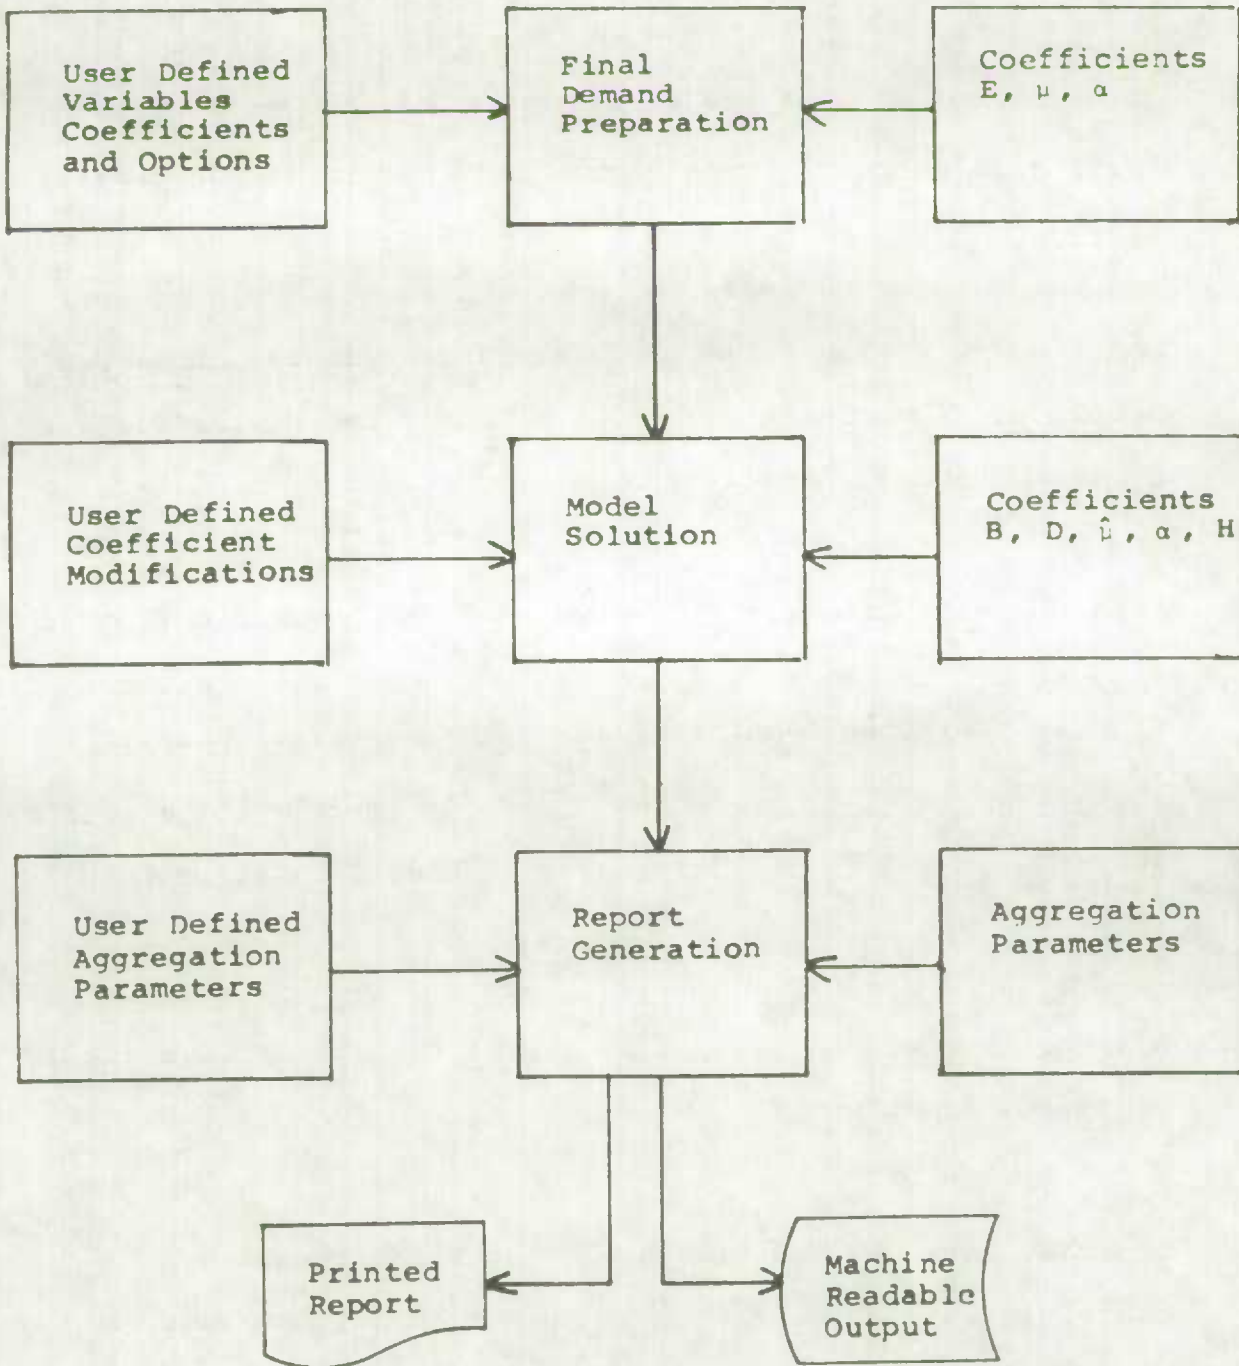 User Defined
Variables
Coefficients
and Options
Final
Demand
Preparation
Coefficients
E, μ, α
User Defined
Coefficient
Modifications
Model
Solution
Coefficients
B, D, μ̂, α, H
User Defined
Aggregation
Parameters
Report
Generation
Aggregation
Parameters
Printed
Report
Machine
Readable
Output